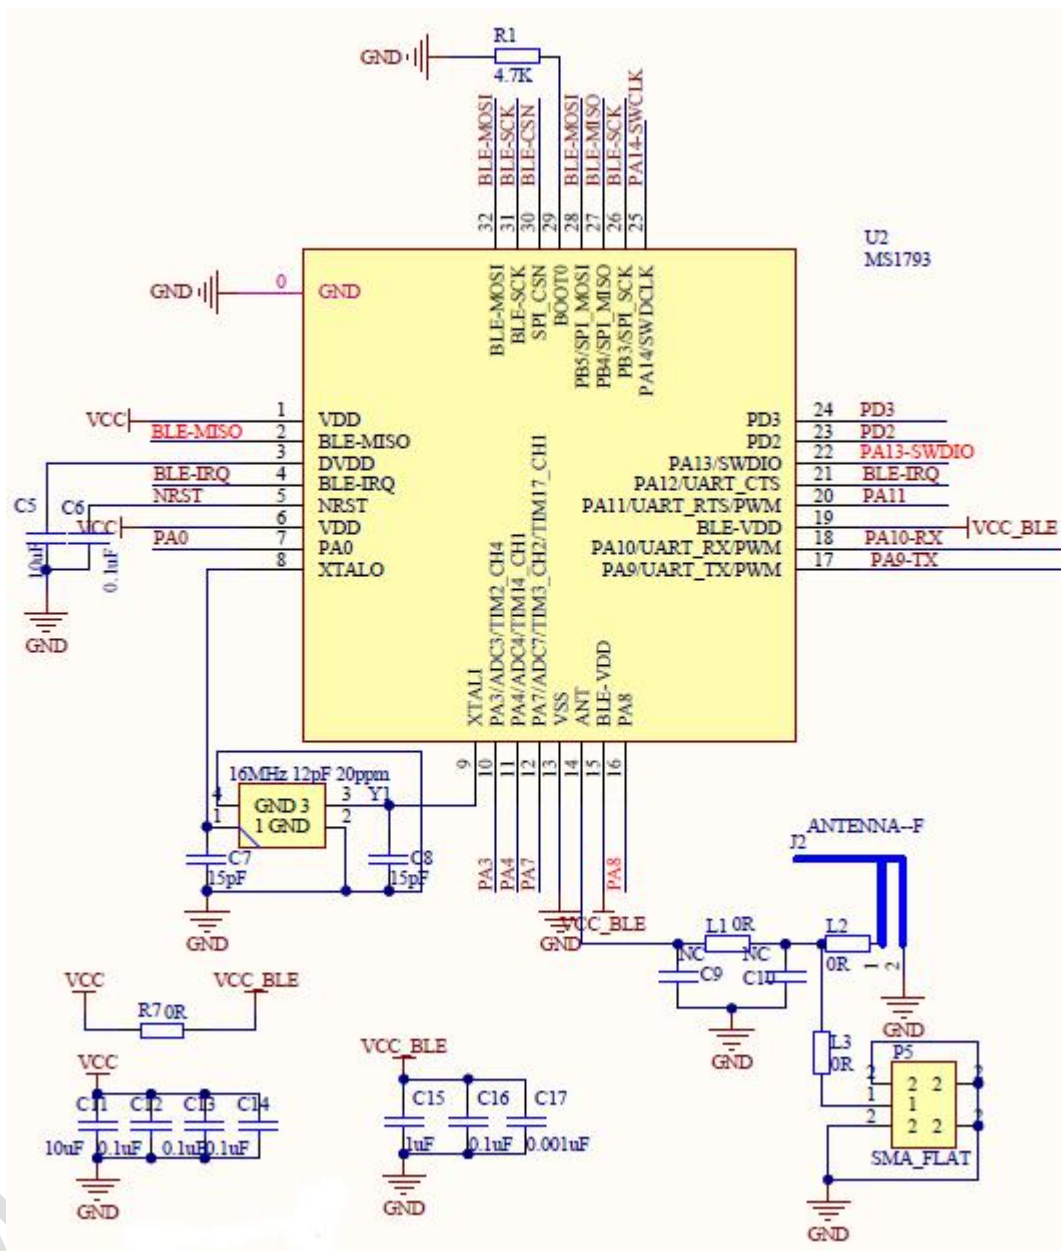 R1
GND
4.7K
BLE-MOSI
BLE-SCK
BLE-CSN
BLE-MOSI
BLE-MISO
BLE-SCK
PA14-SWCLK
32
31
30
29
28
27
26
25
U2
MS1793
GND
0
GND
BLE-MOSI
BLE-SCK
SPI_CSN
BOOT0
PB5/SPI_MOSI
PB4/SPI_MISO
PB3/SPI_SCK
PA14/SWDCLK
VCC
1
VDD
BLE-MISO
2
BLE-MISO
3
DVDD
BLE-IRQ
4
BLE-IRQ
NRST
5
NRST
VCC
6
VDD
PA0
7
PA0
8
XTALO
C5
C6
10uF
0.1uF
GND
PD3
24
PD3
PD2
23
PD2
PA13/SWDIO
22
PA13-SWDIO
PA12/UART_CTS
21
BLE-IRQ
PA11/UART_RTS/PWM
20
PA11
BLE-VDD
19
VCC_BLE
PA10/UART_RX/PWM
18
PA10-RX
PA9/UART_TX/PWM
17
PA9-TX
XTALI
PA3/ADC3/TIM2_CH4
PA4/ADC4/TIM14_CH1
PA7/ADC7/TIM3_CH2/TIM17_CH1
VSS
ANT
BLE-VDD
PA8
9
10
11
12
13
14
15
16
16MHz 12pF 20ppm
4
GND 3
3
Y1
1
1 GND
2
C7
15pF
C8
15pF
GND
PA3
PA4
PA7
PA8
VCC_BLE
GND
ANTENNA--F
J2
L1 0R
L2
0R
1
2
NC
C9
NC
C10
GND
GND
L3
0R
P5
2
2 2
2
1
1
2
2 2
2
SMA_FLAT
GND
VCC
VCC_BLE
R7 0R
VCC
C11
C12
C13
C14
10uF
0.1uF
0.1uF
0.1uF
GND
VCC_BLE
C15
C16
C17
1uF
0.1uF
0.001uF
GND